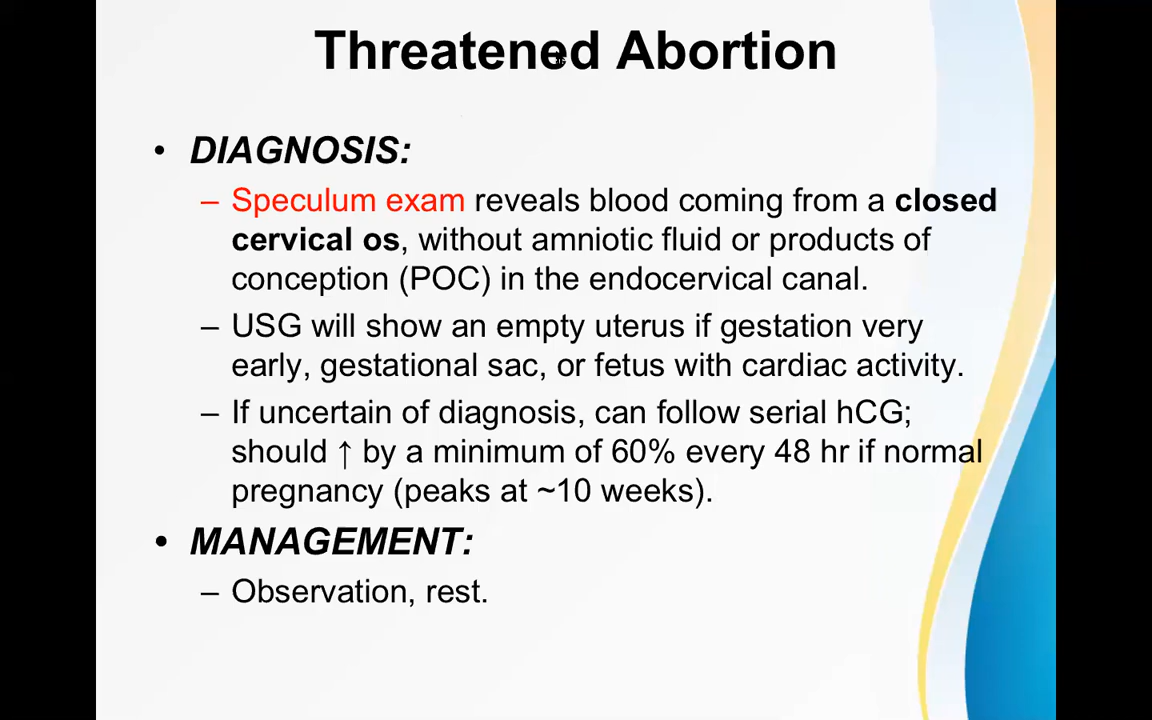 Threatened Abortion
• DIAGNOSIS:
– Speculum exam reveals blood coming from a closed
cervical os, without amniotic fluid or products of
conception (POC) in the endocervical canal.
– USG will show an empty uterus if gestation very
early, gestational sac, or fetus with cardiac activity.
– If uncertain of diagnosis, can follow serial hCG;
should ↑ by a minimum of 60% every 48 hr if normal
pregnancy (peaks at ~10 weeks).
• MANAGEMENT:
– Observation, rest.